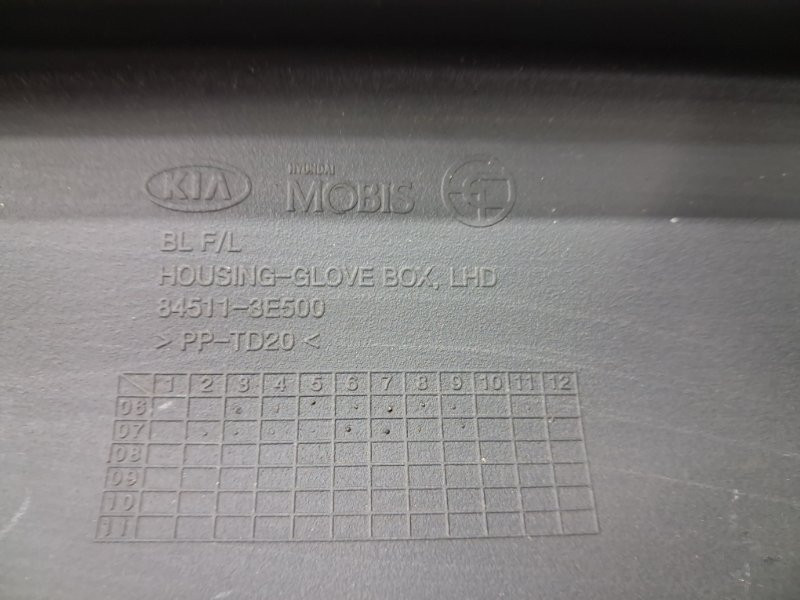 KIA HYUNDAI MOBIS
BL F/L
HOUSING-GLOVE BOX, LHD
84511-3E500
> PP-TD20 <
1 2 3 4 5 6 7 8 9 10 11 12
06
07
08
09
10
11